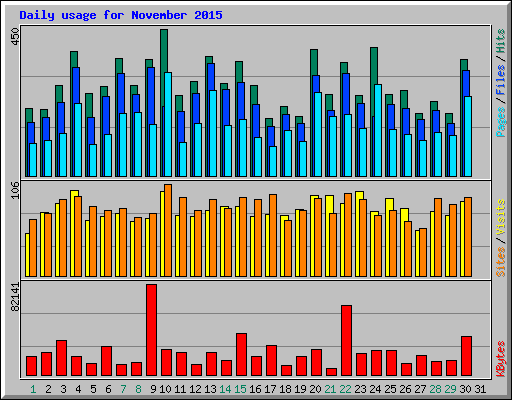 Daily usage for November 2015
450
Pages / Files / Hits
106
Sites / Visits
82141
KBytes
1 2 3 4 5 6 7 8 9 10 11 12 13 14 15 16 17 18 19 20 21 22 23 24 25 26 27 28 29 30 31